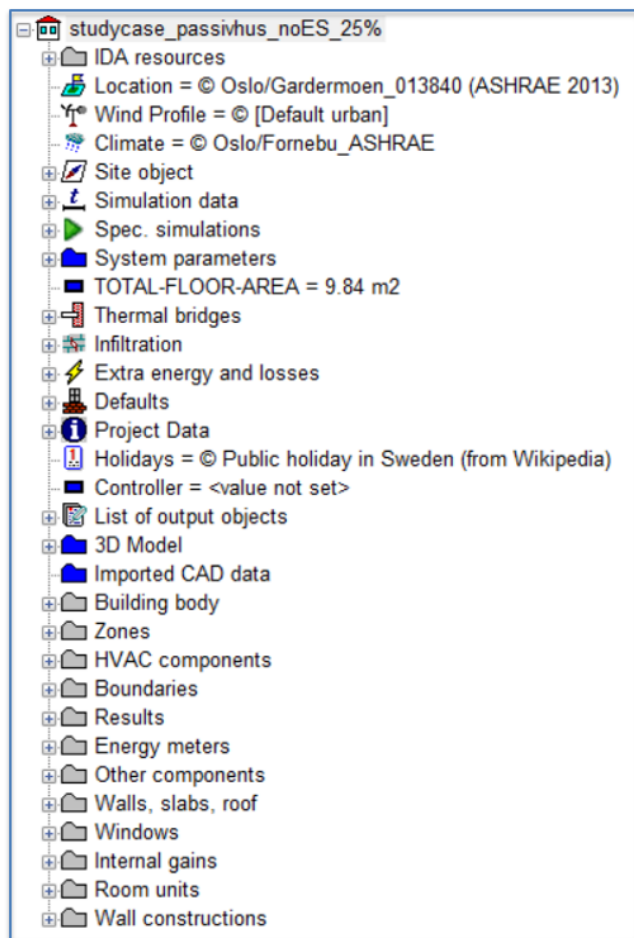 studycase_passivhus_noES_25%
IDA resources
Location = © Oslo/Gardermoen_013840 (ASHRAE 2013)
Wind Profile = © [Default urban]
Climate = © Oslo/Fornebu_ASHRAE
Site object
Simulation data
Spec. simulations
System parameters
TOTAL-FLOOR-AREA = 9.84 m2
Thermal bridges
Infiltration
Extra energy and losses
Defaults
Project Data
Holidays = © Public holiday in Sweden (from Wikipedia)
Controller = <value not set>
List of output objects
3D Model
Imported CAD data
Building body
Zones
HVAC components
Boundaries
Results
Energy meters
Other components
Walls, slabs, roof
Windows
Internal gains
Room units
Wall constructions